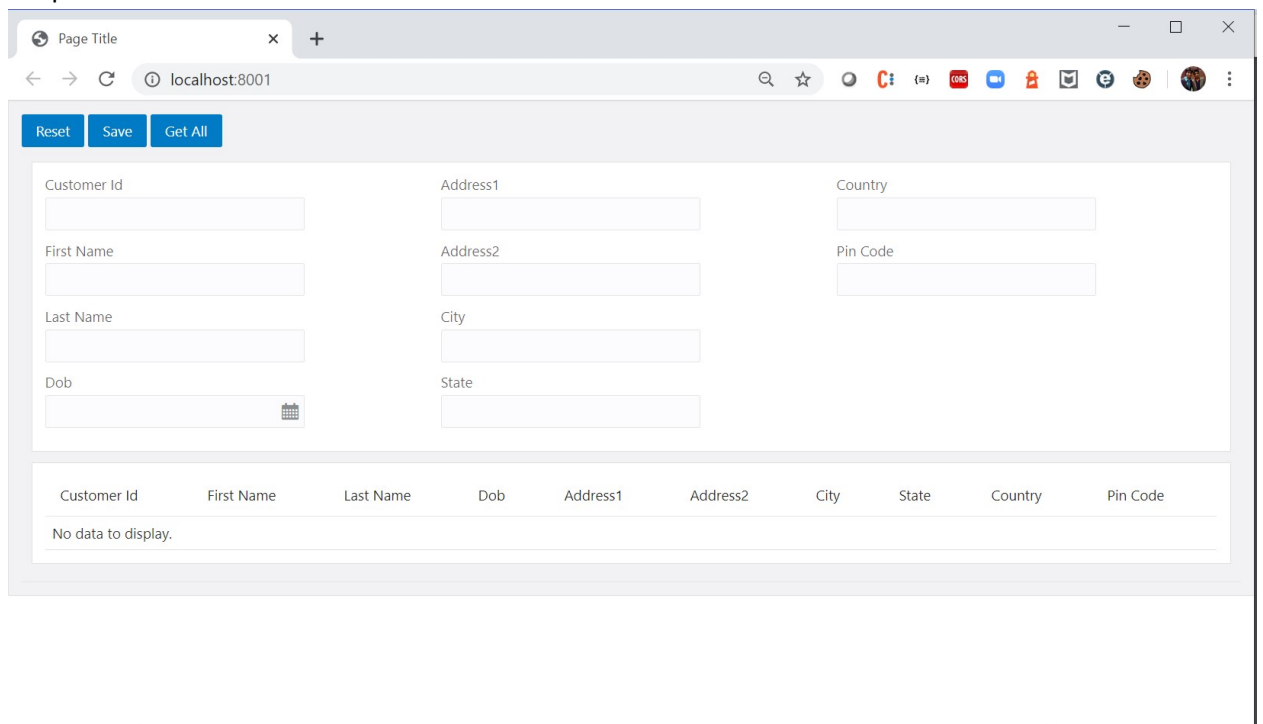 Page Title
localhost:8001
CORS
Reset Save Get All
Customer Id Address1 Country
First Name Address2 Pin Code
Last Name City
Dob State
Customer Id First Name Last Name Dob Address1 Address2 City State Country Pin Code
No data to display.